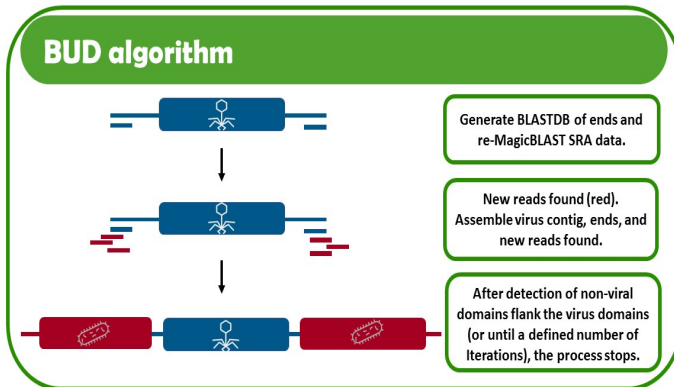 BUD algorithm
Generate BLASTDB of ends and
re-MagicBLAST SRA data.
New reads found (red).
Assemble virus contig, ends, and
new reads found.
After detection of non-viral
domains flank the virus domains
(or until a defined number of
Iterations), the process stops.